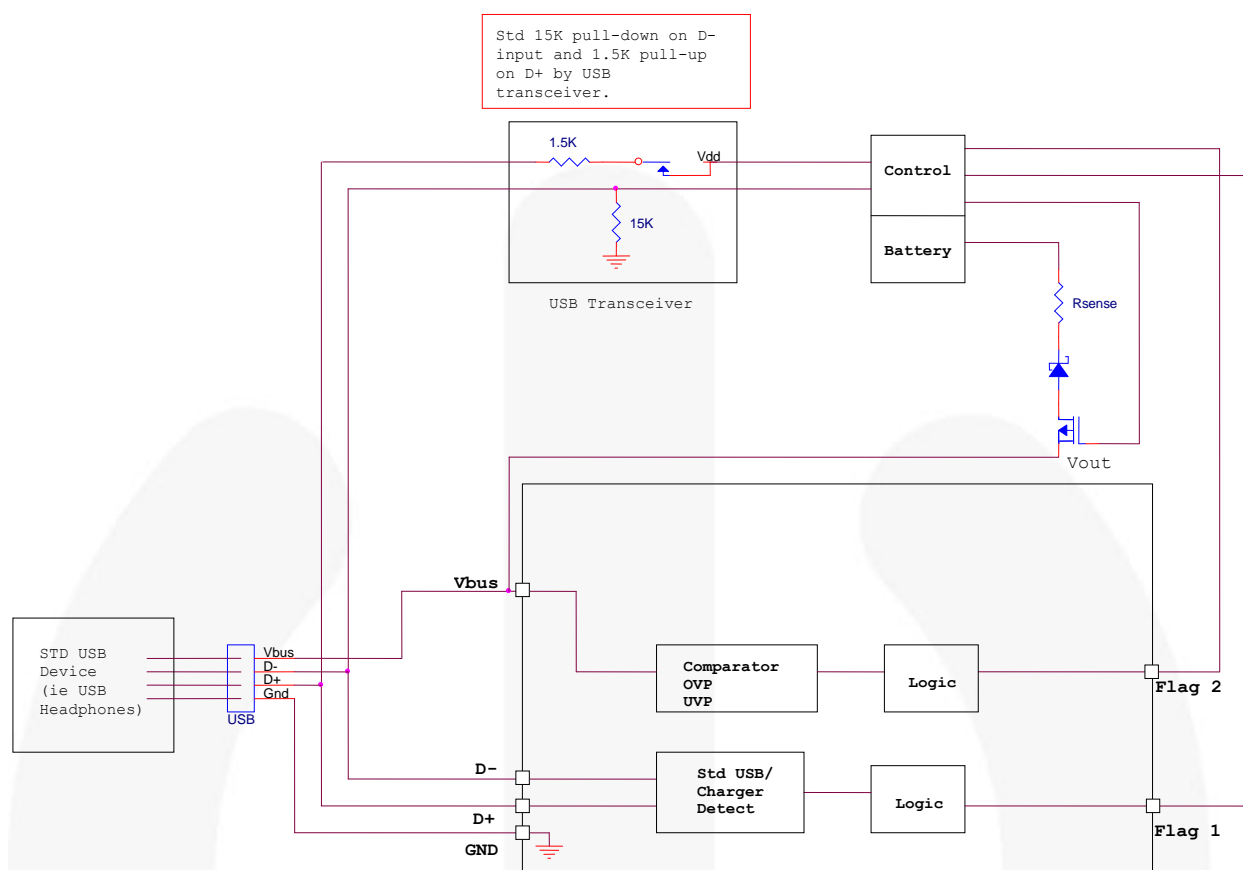 Std 15K pull-down on D-
input and 1.5K pull-up
on D+ by USB
transceiver.
1.5K
Vdd
15K
USB Transceiver
Control
Battery
Rsense
Vout
Vbus
STD USB
Device
(ie USB
Headphones)
Vbus
D-
D+
Gnd
USB
Comparator
OVP
UVP
Logic
Flag 2
D-
D+
GND
Std USB/
Charger
Detect
Logic
Flag 1